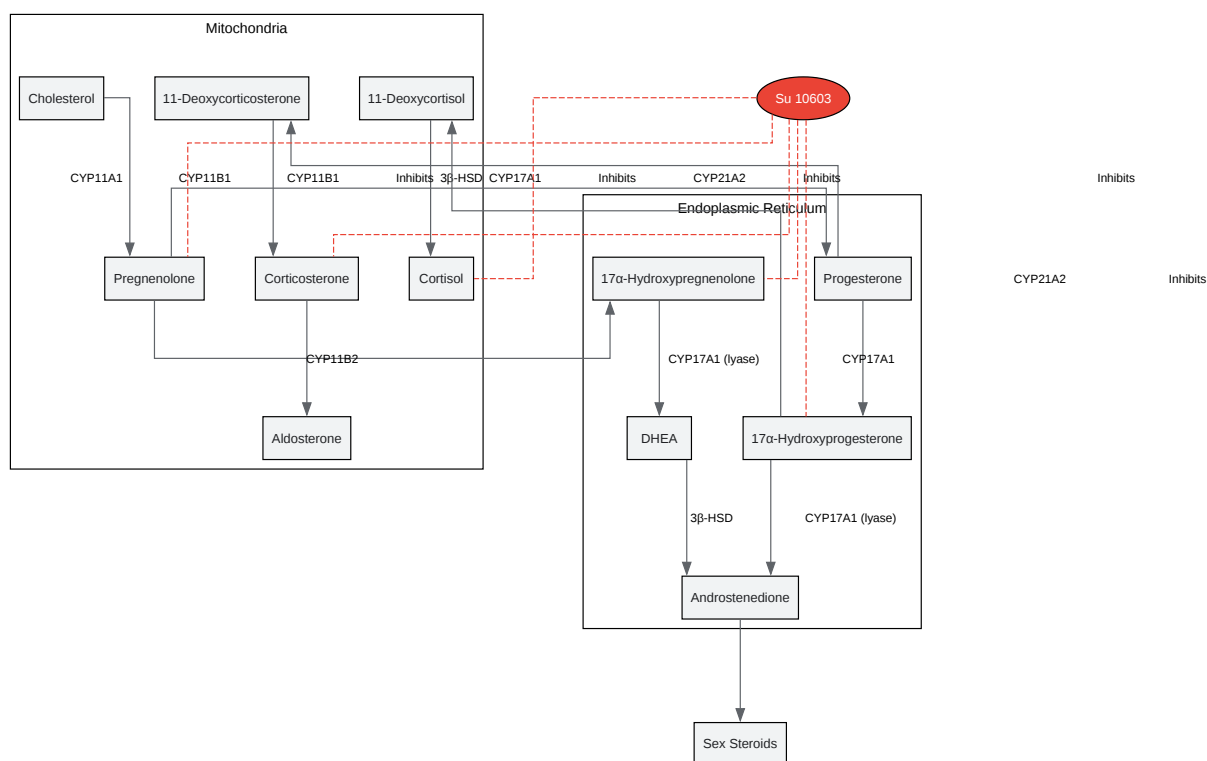 Mitochondria
Cholesterol
11-Deoxycorticosterone
11-Deoxycortisol
Su 10603
CYP11A1
CYP11B1
CYP11B1
Inhibits
3β-HSD
CYP17A1
Inhibits
CYP21A2
Inhibits
Inhibits
Endoplasmic Reticulum
Pregnenolone
Corticosterone
Cortisol
17α-Hydroxypregnenolone
Progesterone
CYP21A2
Inhibits
CYP11B2
CYP17A1 (lyase)
CYP17A1
Aldosterone
DHEA
17α-Hydroxyprogesterone
3β-HSD
CYP17A1 (lyase)
Androstenedione
Sex Steroids